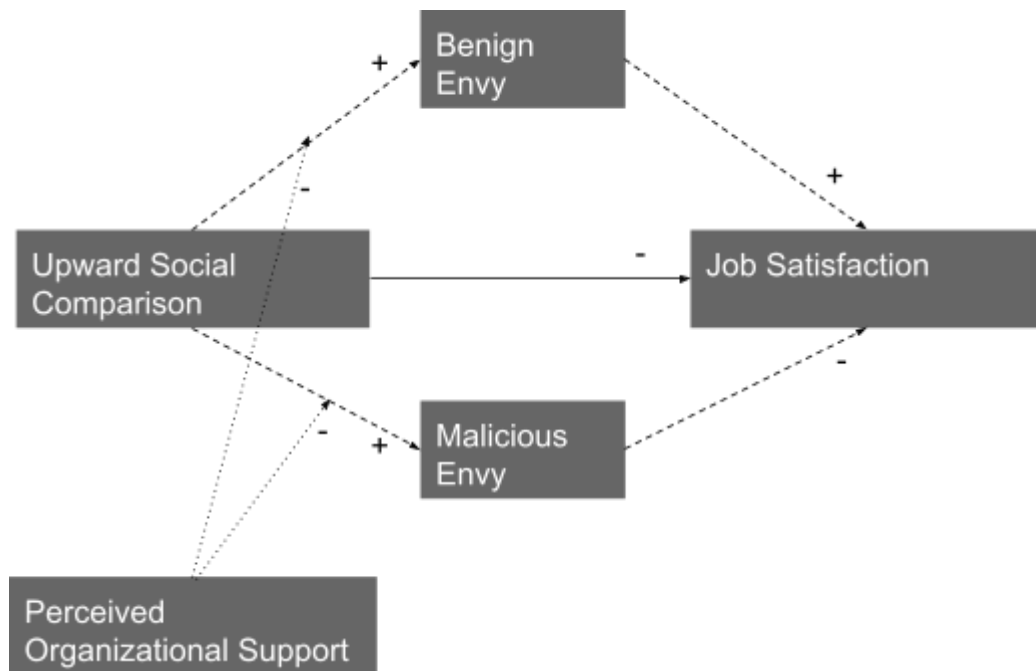 Benign
Envy
+
+
-
Upward Social
Comparison
-
Job Satisfaction
-
+
-
Malicious
Envy
Perceived
Organizational Support